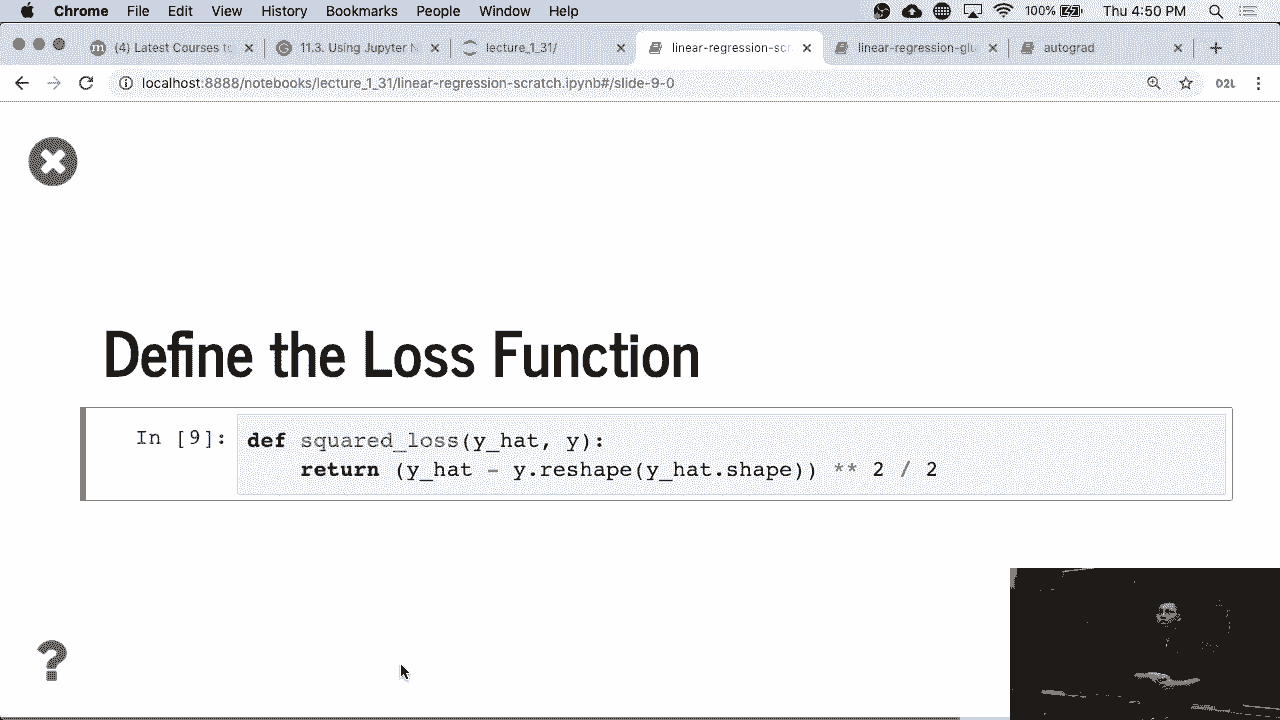 Chrome File Edit View History Bookmarks People Window Help 100% Thu 4:50 PM
(4) Latest Courses to 11.3. Using Jupyter N lecture_1_31/ linear-regression-scr linear-regression-glu autograd
localhost:8888/notebooks/lecture_1_31/linear-regression-scratch.ipynb#/slide-9-0 D2L
Define the Loss Function
In [9]: def squared_loss(y_hat, y):
return (y_hat - y.reshape(y_hat.shape)) ** 2 / 2
?